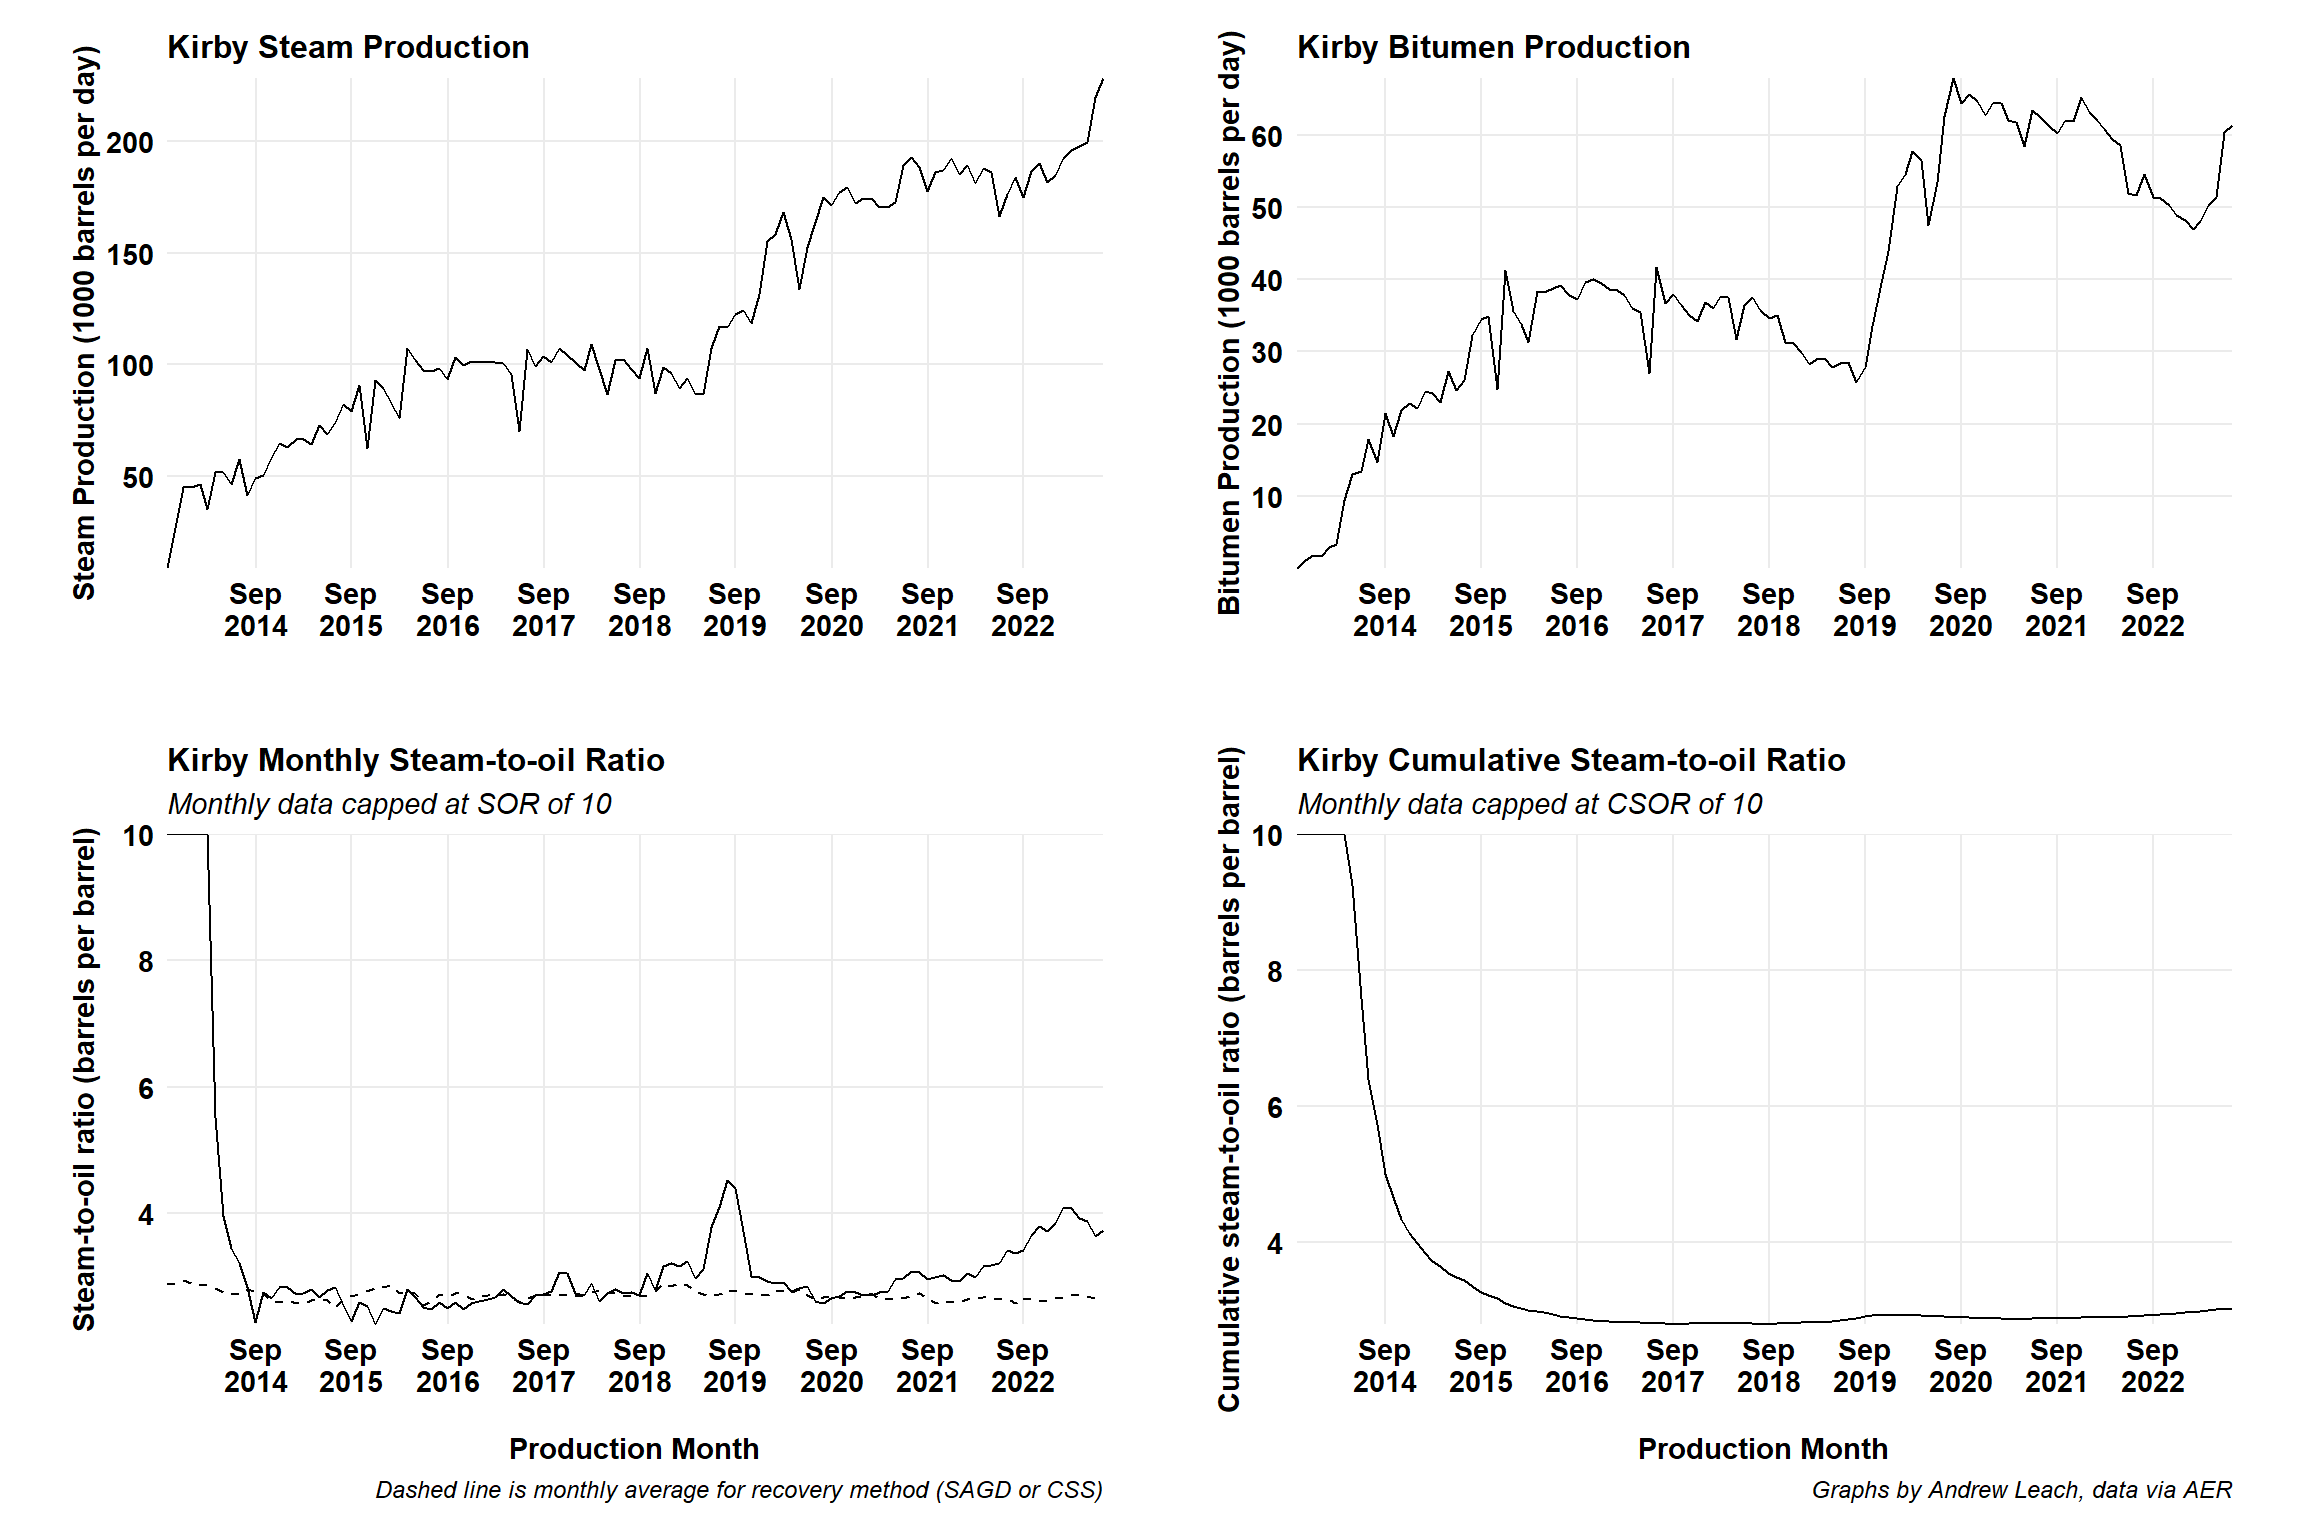 Kirby Steam Production
Steam Production (1000 barrels per day)
200
150
100
50
Sep Sep Sep Sep Sep Sep Sep Sep Sep
2014 2015 2016 2017 2018 2019 2020 2021 2022
Kirby Bitumen Production
Bitumen Production (1000 barrels per day)
60
50
40
30
20
10
Sep Sep Sep Sep Sep Sep Sep Sep Sep
2014 2015 2016 2017 2018 2019 2020 2021 2022
Kirby Monthly Steam-to-oil Ratio
Monthly data capped at SOR of 10
Steam-to-oil ratio (barrels per barrel)
10
8
6
4
Sep Sep Sep Sep Sep Sep Sep Sep Sep
2014 2015 2016 2017 2018 2019 2020 2021 2022
Production Month
Dashed line is monthly average for recovery method (SAGD or CSS)
Kirby Cumulative Steam-to-oil Ratio
Monthly data capped at CSOR of 10
Cumulative steam-to-oil ratio (barrels per barrel)
10
8
6
4
Sep Sep Sep Sep Sep Sep Sep Sep Sep
2014 2015 2016 2017 2018 2019 2020 2021 2022
Production Month
Graphs by Andrew Leach, data via AER